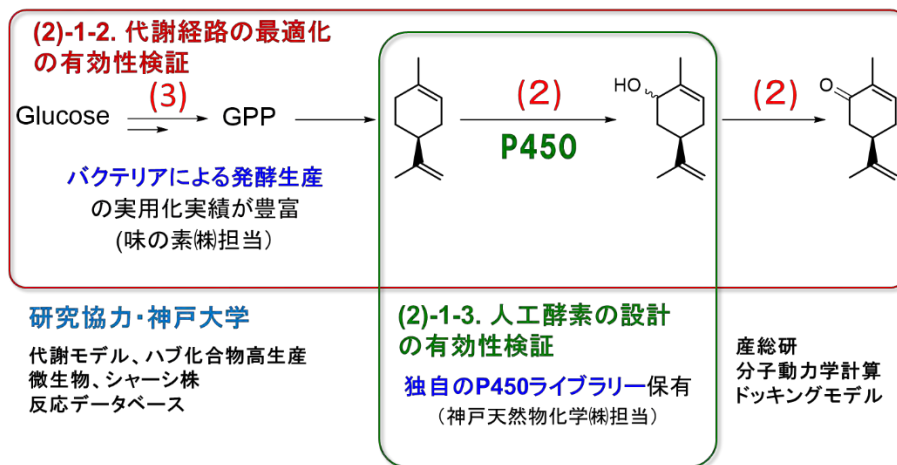 (2)-1-2. 代謝経路の最適化
の有効性検証
Glucose
(3)
GPP
バクテリアによる発酵生産
の実用化実績が豊富
(味の素㈱担当)
(2)
P450
HO
(2)
O
研究協力・神戸大学
代謝モデル、ハブ化合物高生産
微生物、シャーシ株
反応データベース
(2)-1-3. 人工酵素の設計
の有効性検証
独自のP450ライブラリー保有
(神戸天然物化学㈱担当)
産総研
分子動力学計算
ドッキングモデル